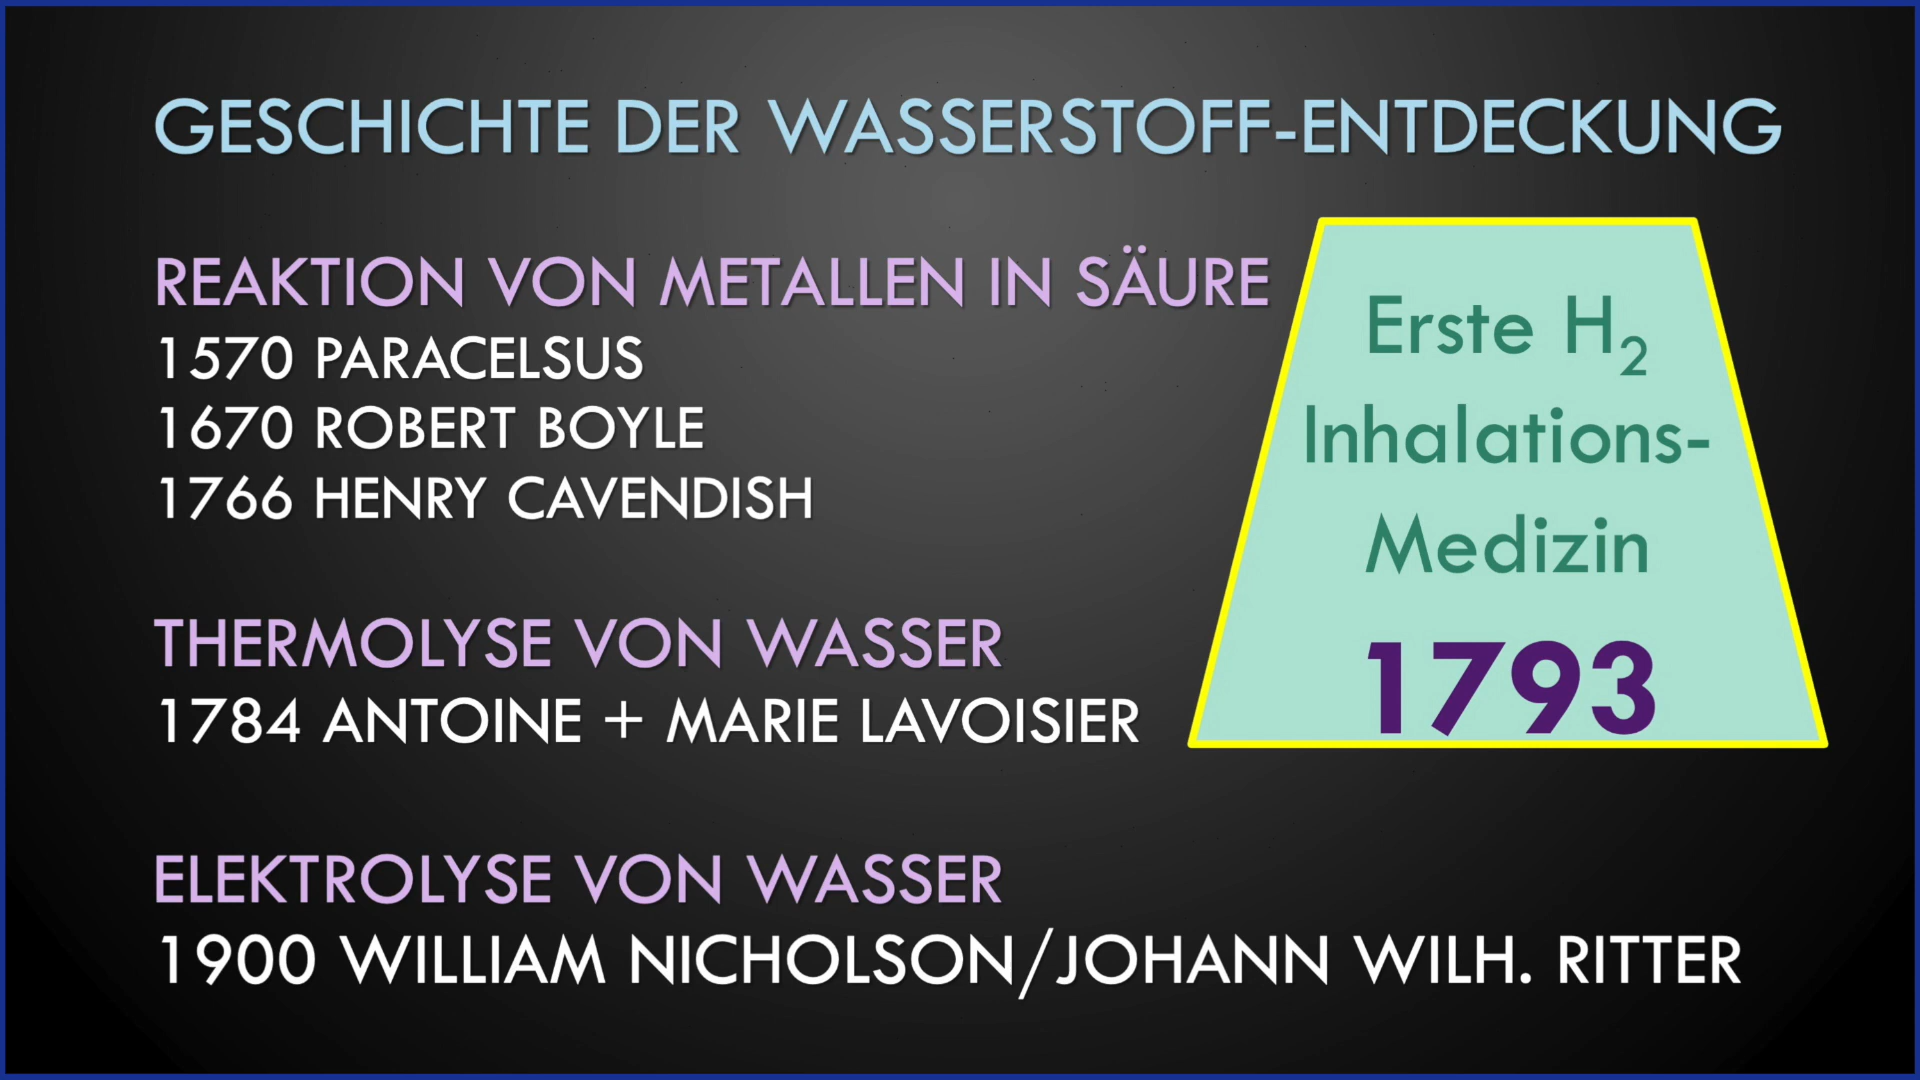 GESCHICHTE DER WASSERSTOFF-ENTDECKUNG
REAKTION VON METALLEN IN SÄURE
1570 PARACELSUS
1670 ROBERT BOYLE
1766 HENRY CAVENDISH
THERMOLYSE VON WASSER
1784 ANTOINE + MARIE LAVOISIER
ELEKTROLYSE VON WASSER
1900 WILLIAM NICHOLSON/JOHANN WILH. RITTER
Erste H₂
Inhalations-
Medizin
1793